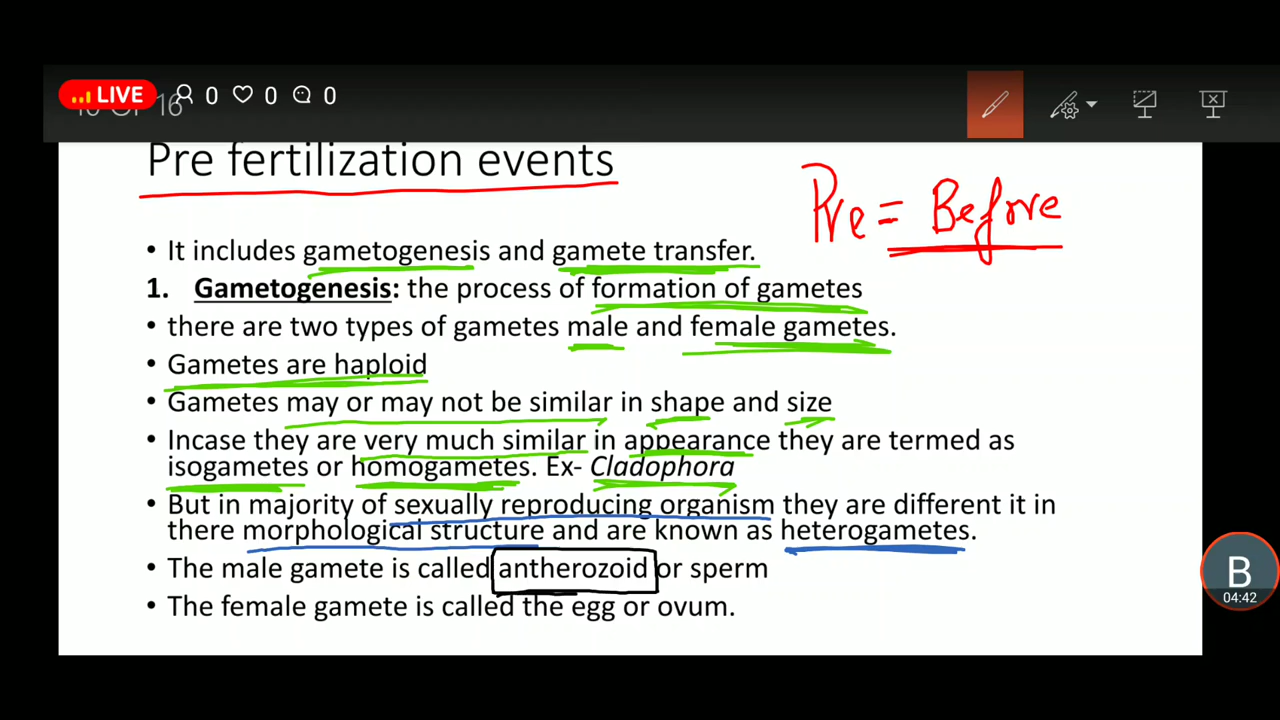 LIVE 0 0 0
16
Pre fertilization events
Pre = Before
• It includes gametogenesis and gamete transfer.
1. Gametogenesis: the process of formation of gametes
• there are two types of gametes male and female gametes.
• Gametes are haploid
• Gametes may or may not be similar in shape and size
• Incase they are very much similar in appearance they are termed as
isogametes or homogametes. Ex- Cladophora
• But in majority of sexually reproducing organism they are different it in
there morphological structure and are known as heterogametes.
• The male gamete is called antherozoid or sperm
• The female gamete is called the egg or ovum.
B
04:42